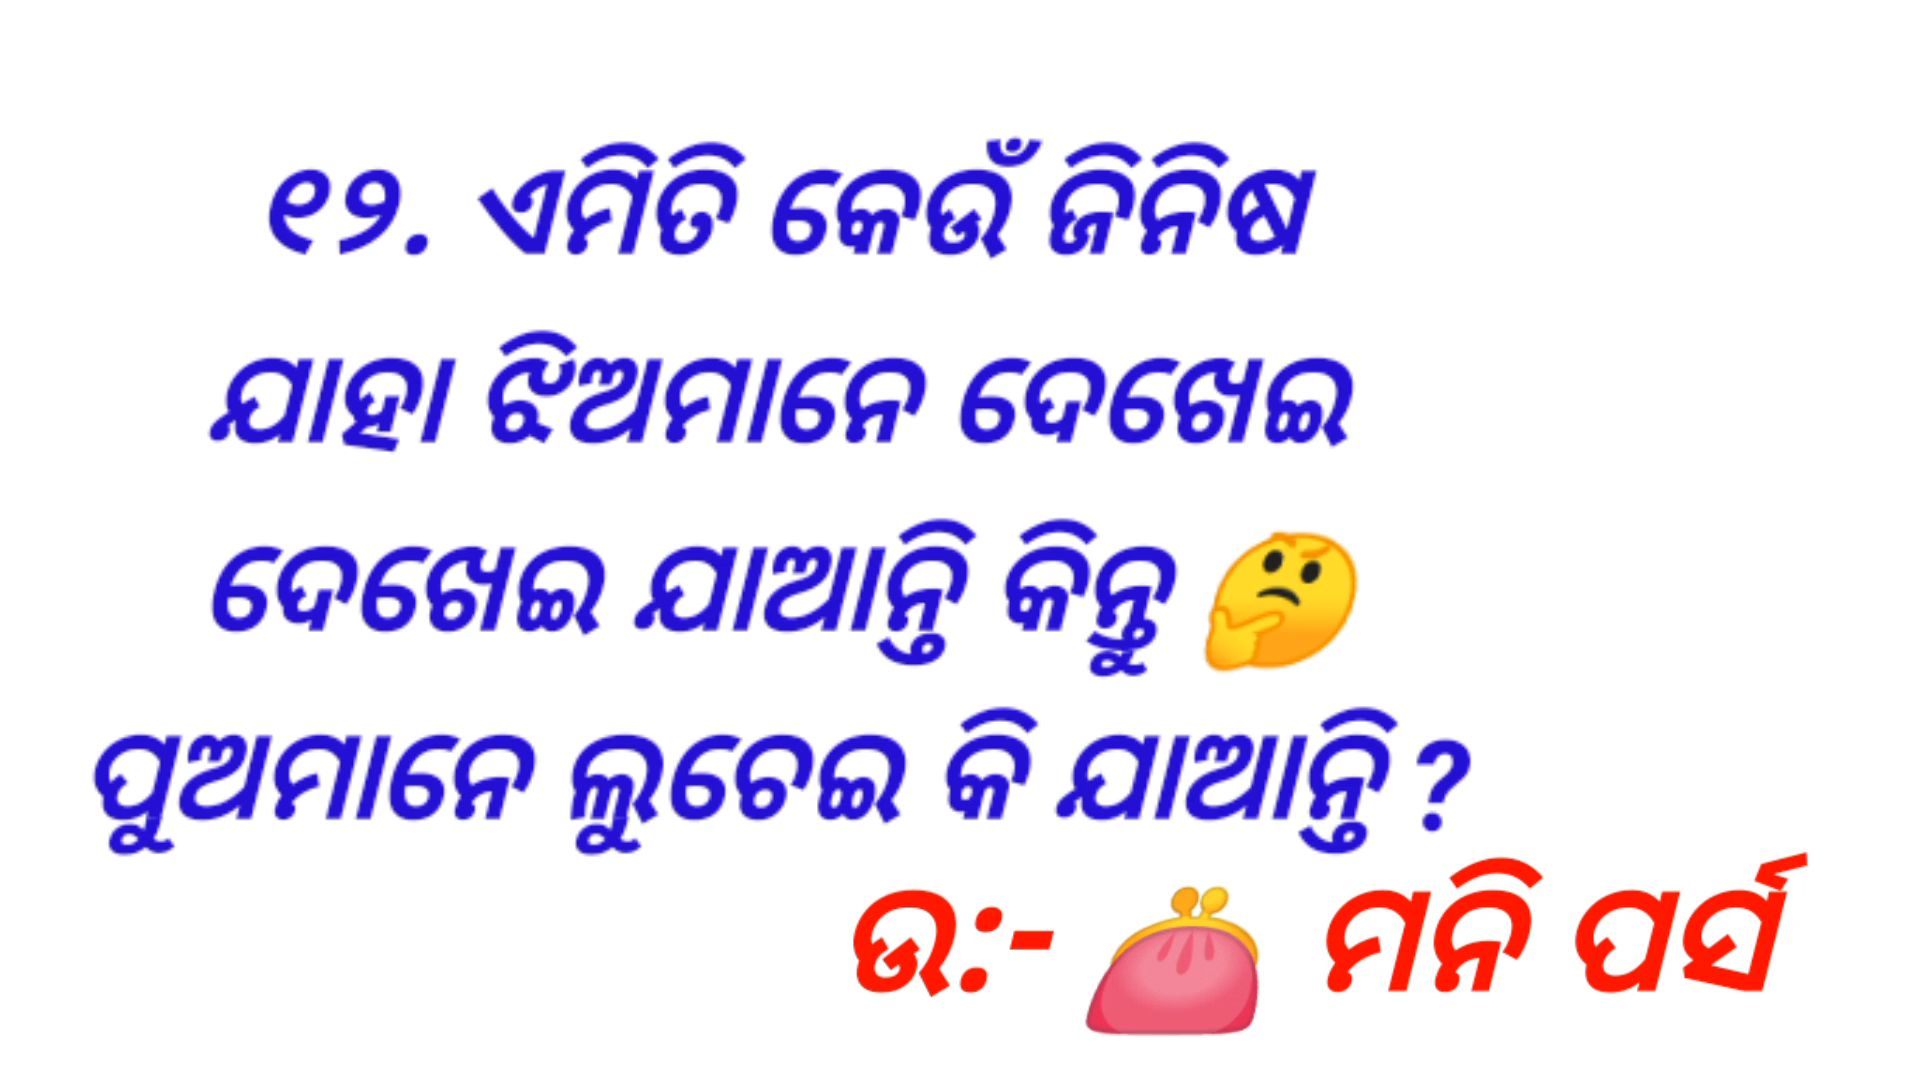 ୧୨. ଏମିତି କେଉଁ ଜିନିଷ
ଯାହା ଝିଅମାନେ ଦେଖେଇ
ଦେଖେଇ ଯାଆନ୍ତି କିନ୍ତୁ 🤔
ପୁଅମାନେ ଲୁଚେଇ କି ଯାଆନ୍ତି?
ଉ:- 👛 ମନି ପର୍ସ